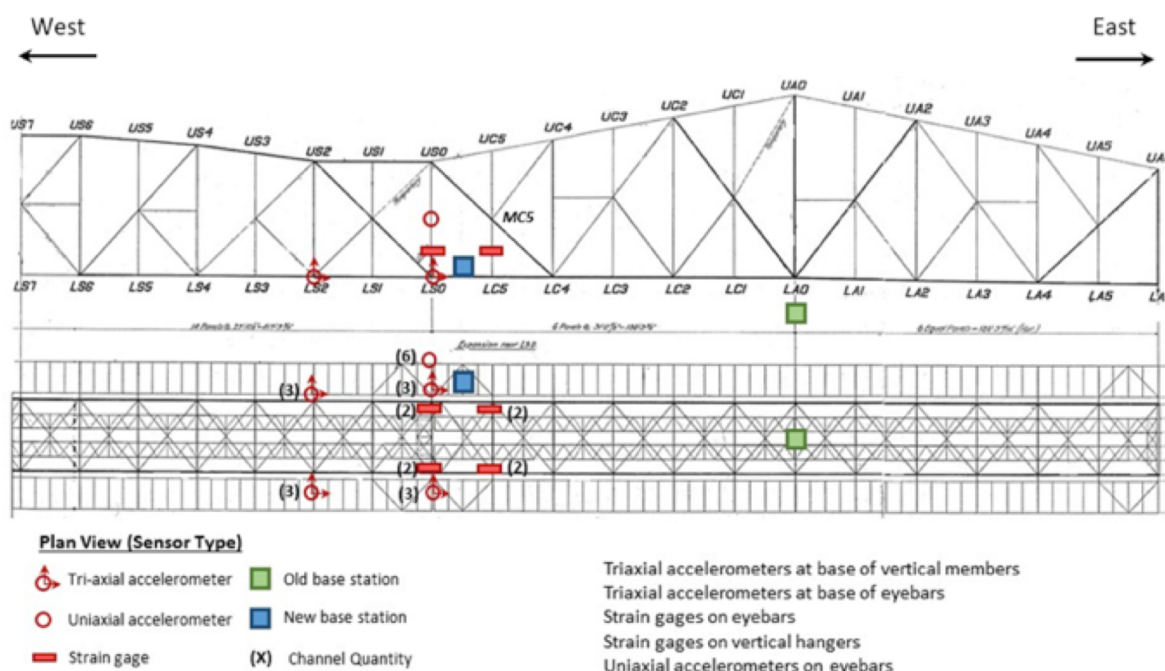 West
East
US7 US6 US5 US4 US3 US2 US1 US0 UC5 UC4 UC3 UC2 UC1 UA0 UA1 UA2 UA3 UA4 UA5 UA
MC5
LS7 LS6 LS5 LS4 LS3 LS2 LS1 LS0 LC5 LC4 LC3 LC2 LC1 LA0 LA1 LA2 LA3 LA4 LA5 LA
Expansion near LS0
(6)
(3) (3)
(2) (2)
(2) (2)
(3) (3)
Plan View (Sensor Type)
Tri-axial accelerometer
Old base station
Uniaxial accelerometer
New base station
Strain gage
(X) Channel Quantity
Triaxial accelerometers at base of vertical members
Triaxial accelerometers at base of eyebars
Strain gages on eyebars
Strain gages on vertical hangers
Uniaxial accelerometers on eyebars